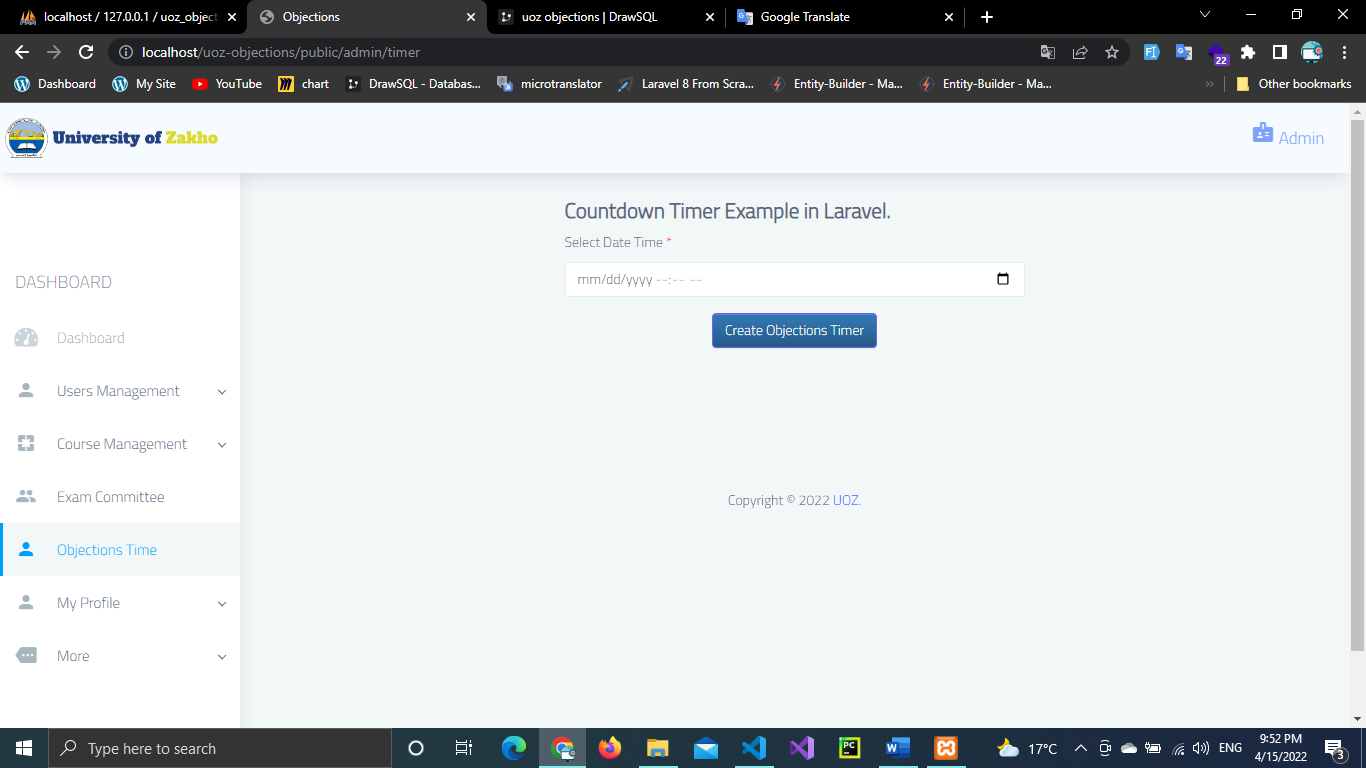 localhost / 127.0.0.1 / uoz_object
Objections
uoz objections | DrawSQL
Google Translate
localhost/uoz-objections/public/admin/timer
22
Dashboard
My Site
YouTube
chart
DrawSQL - Databas...
microtranslator
Laravel 8 From Scra...
Entity-Builder - Ma...
Entity-Builder - Ma...
»
Other bookmarks
University of Zakho
Admin
Countdown Timer Example in Laravel.
Select Date Time *
mm/dd/yyyy --:-- --
Create Objections Timer
DASHBOARD
Dashboard
Users Management
Course Management
Exam Committee
Objections Time
My Profile
More
Copyright © 2022 UOZ.
Type here to search
17°C
ENG
9:52 PM
4/15/2022
3